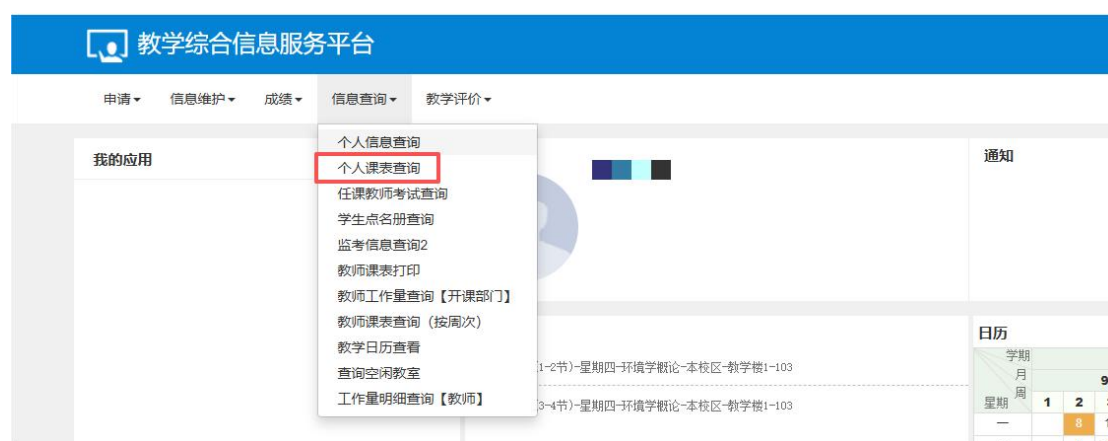 教学综合信息服务平台
申请 信息维护 成绩 信息查询 教学评价
我的应用
个人信息查询
个人课表查询
任课教师考试查询
学生点名册查询
监考信息查询2
教师课表打印
教师工作量查询【开课部门】
教师课表查询（按周次）
教学日历查看
查询空闲教室
工作量明细查询【教师】
1-2节)-星期四-环境学概论-本校区-教学楼1-103
3-4节)-星期四-环境学概论-本校区-教学楼1-103
通知
日历
学期
月
9
周
星期 1 2
一 8 1